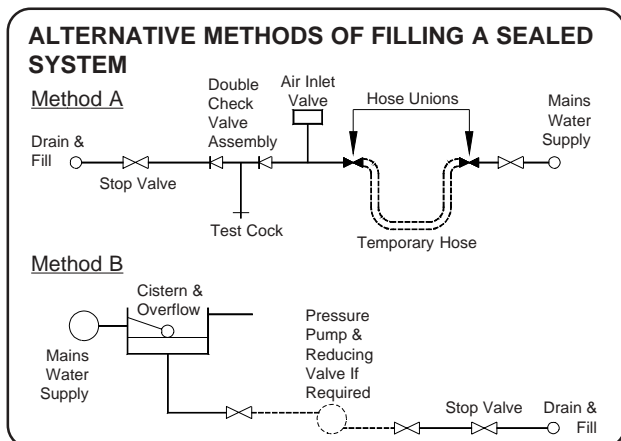 ALTERNATIVE METHODS OF FILLING A SEALED
SYSTEM
Method A
Double
Check
Valve
Assembly
Air Inlet
Valve
Hose Unions
Mains
Water
Supply
Drain &
Fill
Stop Valve
Test Cock
Temporary Hose
Method B
Cistern &
Overflow
Mains
Water
Supply
Pressure
Pump &
Reducing
Valve If
Required
Stop Valve
Drain &
Fill